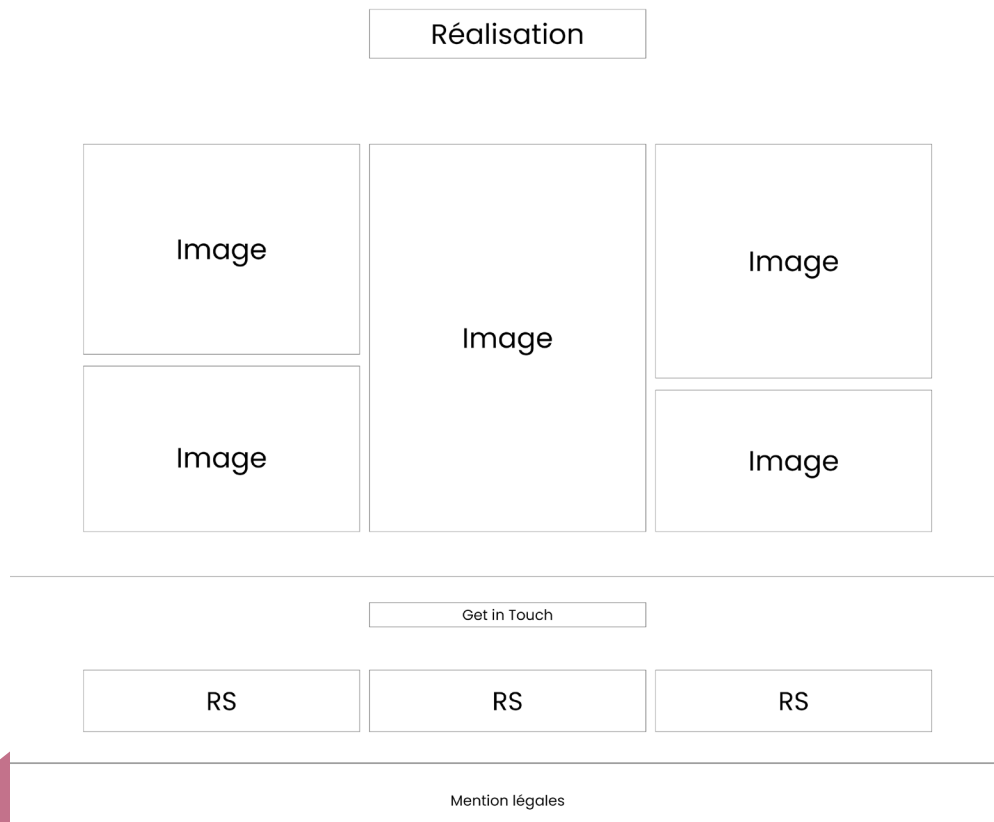 Réalisation
Image
Image
Image
Image
Image
Get in Touch
RS
RS
RS
Mention légales